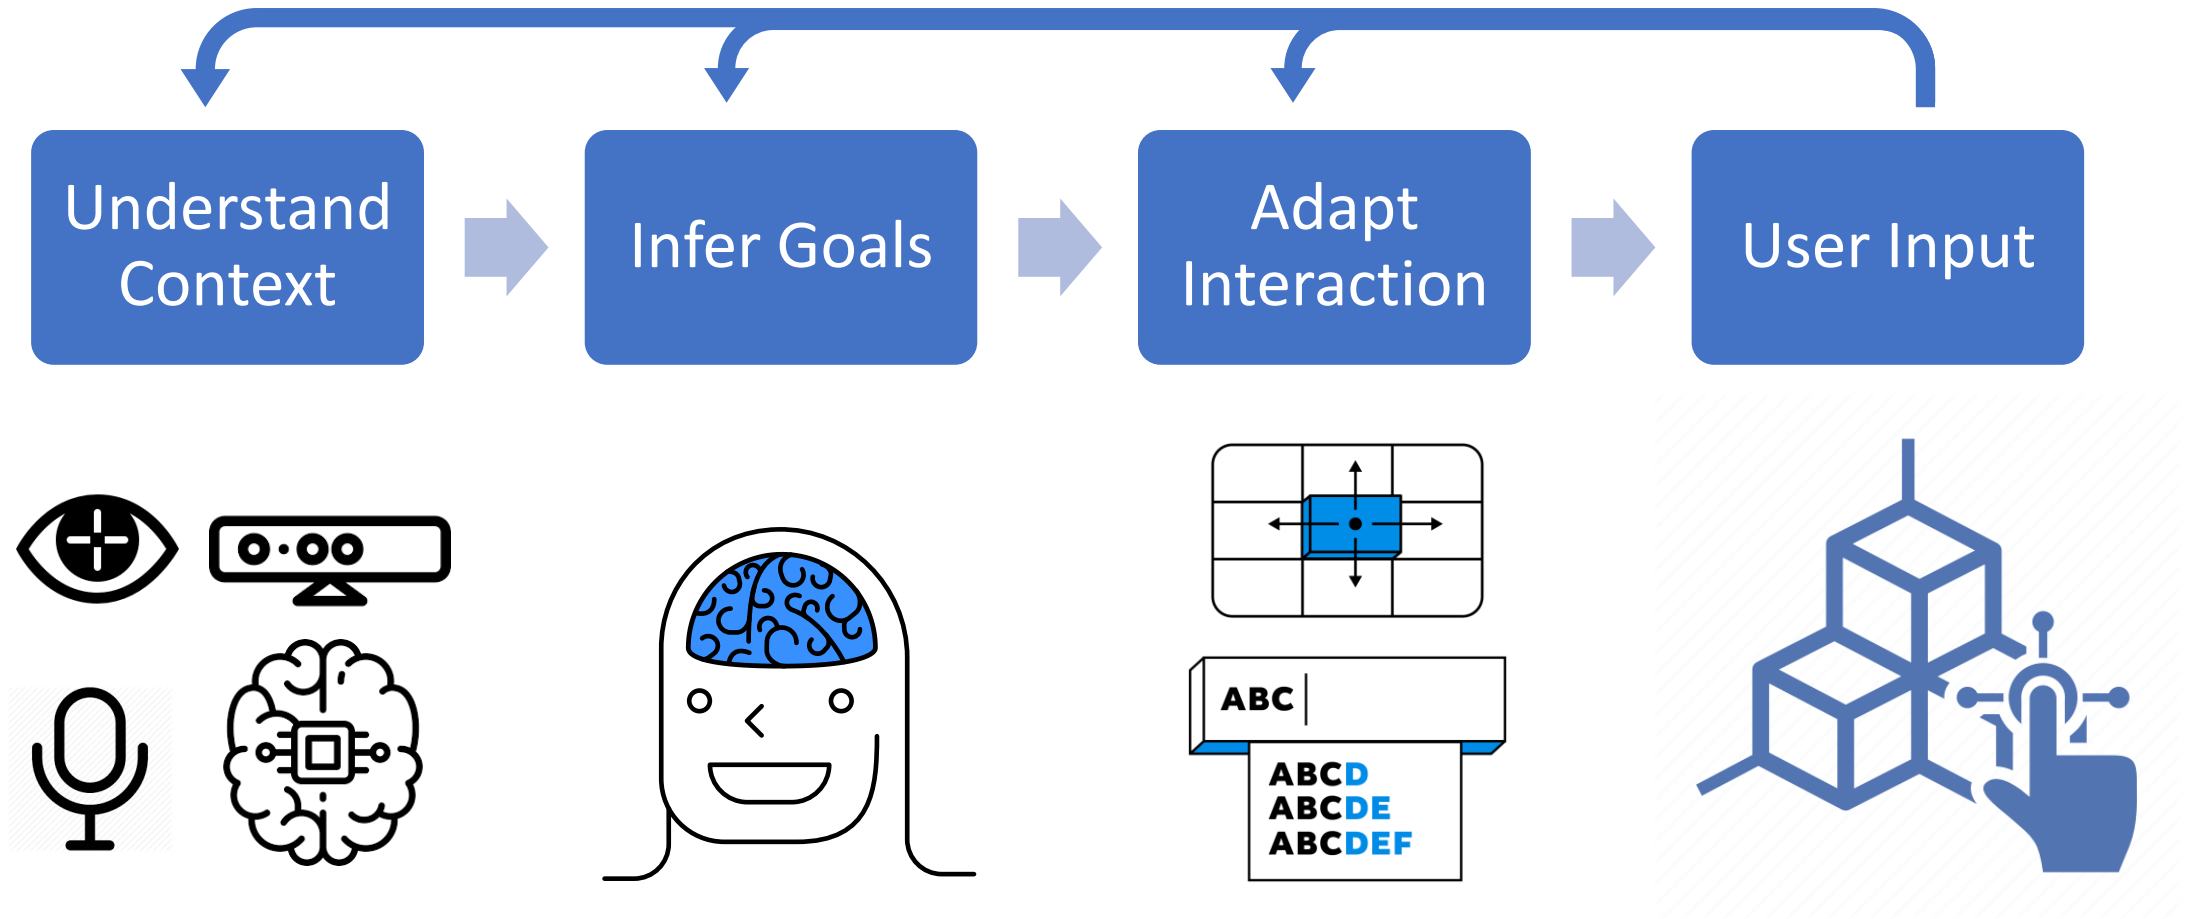 Understand
Context
Infer Goals
Adapt
Interaction
User Input
ABC
ABCD
ABCDE
ABCDEF